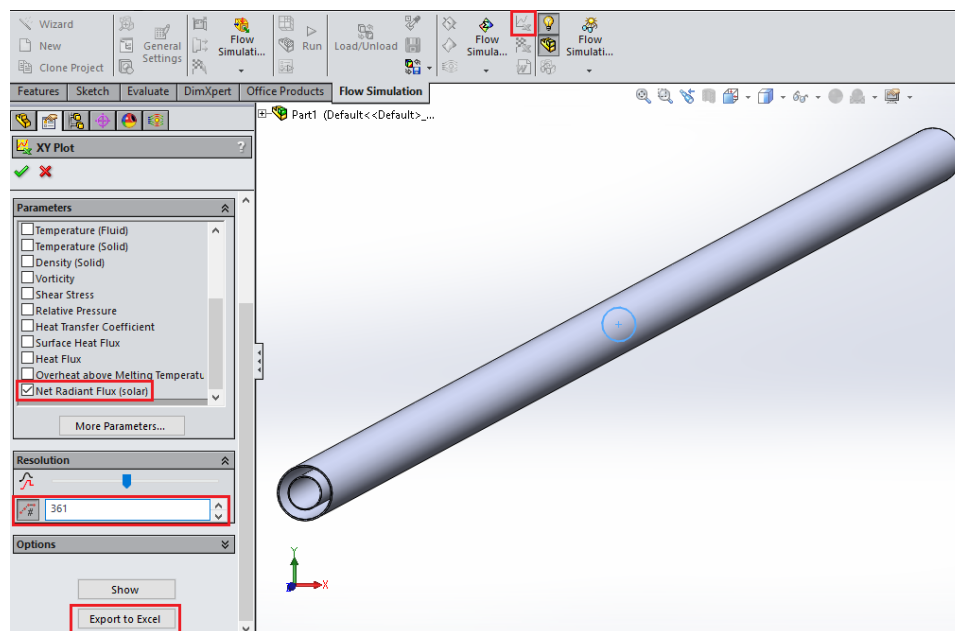 Wizard
New
Clone Project
General Settings
Flow Simulati...
Run
Load/Unload
Flow Simula...
Flow Simulati...
Features Sketch Evaluate DimXpert Office Products Flow Simulation
Part1 (Default<<Default>_...
XY Plot ?
Parameters
Temperature (Fluid)
Temperature (Solid)
Density (Solid)
Vorticity
Shear Stress
Relative Pressure
Heat Transfer Coefficient
Surface Heat Flux
Heat Flux
Overheat above Melting Temperatu
Net Radiant Flux (solar)
More Parameters...
Resolution
# 361
Options
Show
Export to Excel
Y
X